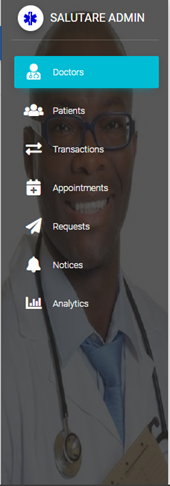 SALUTARE ADMIN
Doctors
Patients
Transactions
Appointments
Requests
Notices
Analytics